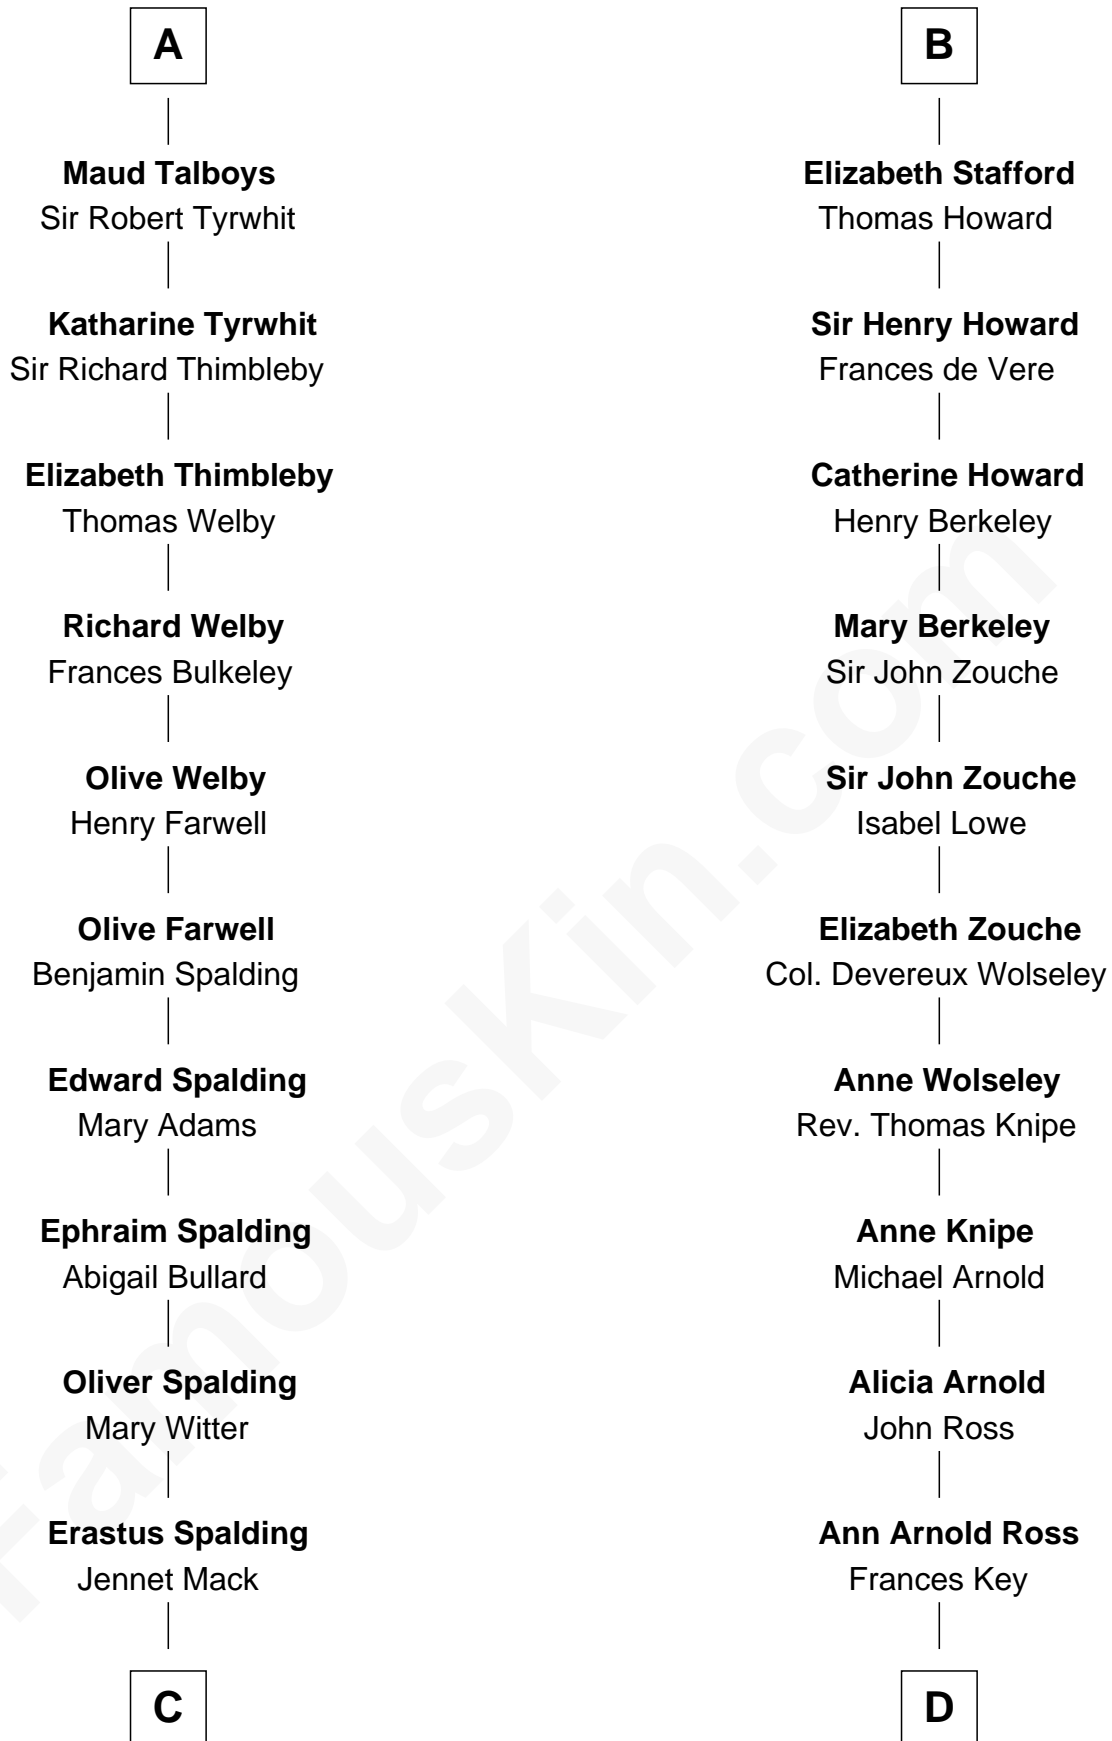 A
Maud Talboys
Sir Robert Tyrwhit
Katharine Tyrwhit
Sir Richard Thimbleby
Elizabeth Thimbleby
Thomas Welby
Richard Welby
Frances Bulkeley
Olive Welby
Henry Farwell
Olive Farwell
Benjamin Spalding
Edward Spalding
Mary Adams
Ephraim Spalding
Abigail Bullard
Oliver Spalding
Mary Witter
Erastus Spalding
Jennet Mack
C
B
Elizabeth Stafford
Thomas Howard
Sir Henry Howard
Frances de Vere
Catherine Howard
Henry Berkeley
Mary Berkeley
Sir John Zouche
Sir John Zouche
Isabel Lowe
Elizabeth Zouche
Col. Devereux Wolseley
Anne Wolseley
Rev. Thomas Knipe
Anne Knipe
Michael Arnold
Alicia Arnold
John Ross
Ann Arnold Ross
Frances Key
D
FamousKin.com